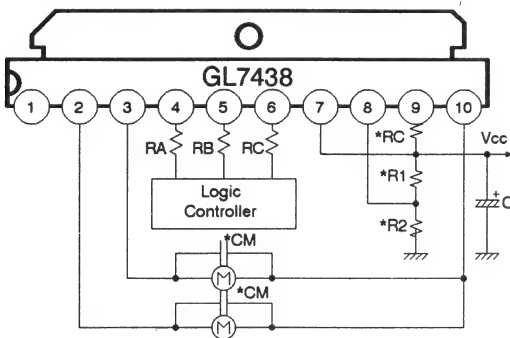 GL7438
1 2 3 4 5 6 7 8 9 10
RA RB RC *RC Vcc
Logic
Controller
*R1
C
*R2
*CM
M
*CM
M